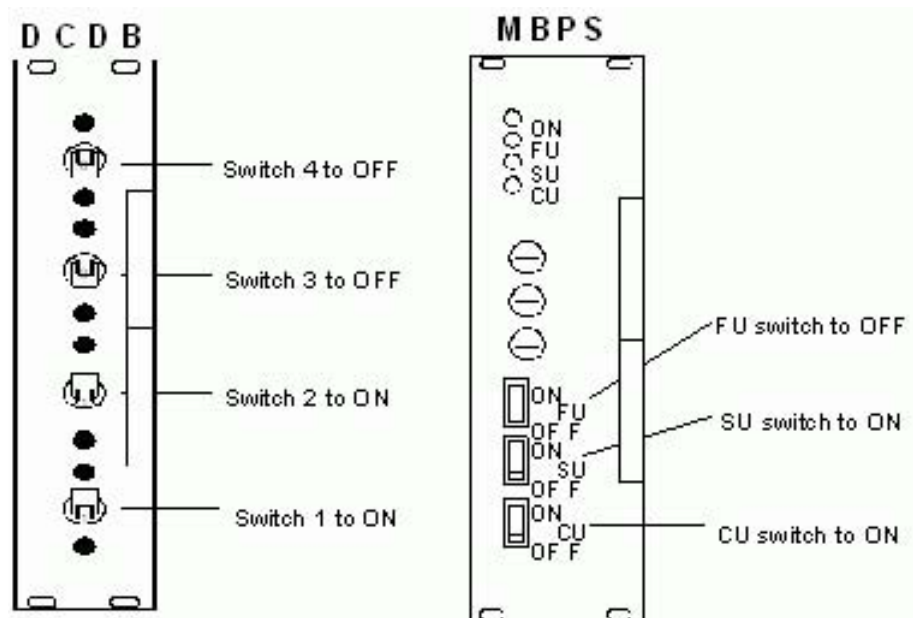 D C D B
Switch 4 to OFF
Switch 3 to OFF
Switch 2 to ON
Switch 1 to ON
M B P S
ON
FU
SU
CU
ON
FU
OFF
ON
SU
OFF
ON
CU
OFF
FU switch to OFF
SU switch to ON
CU switch to ON